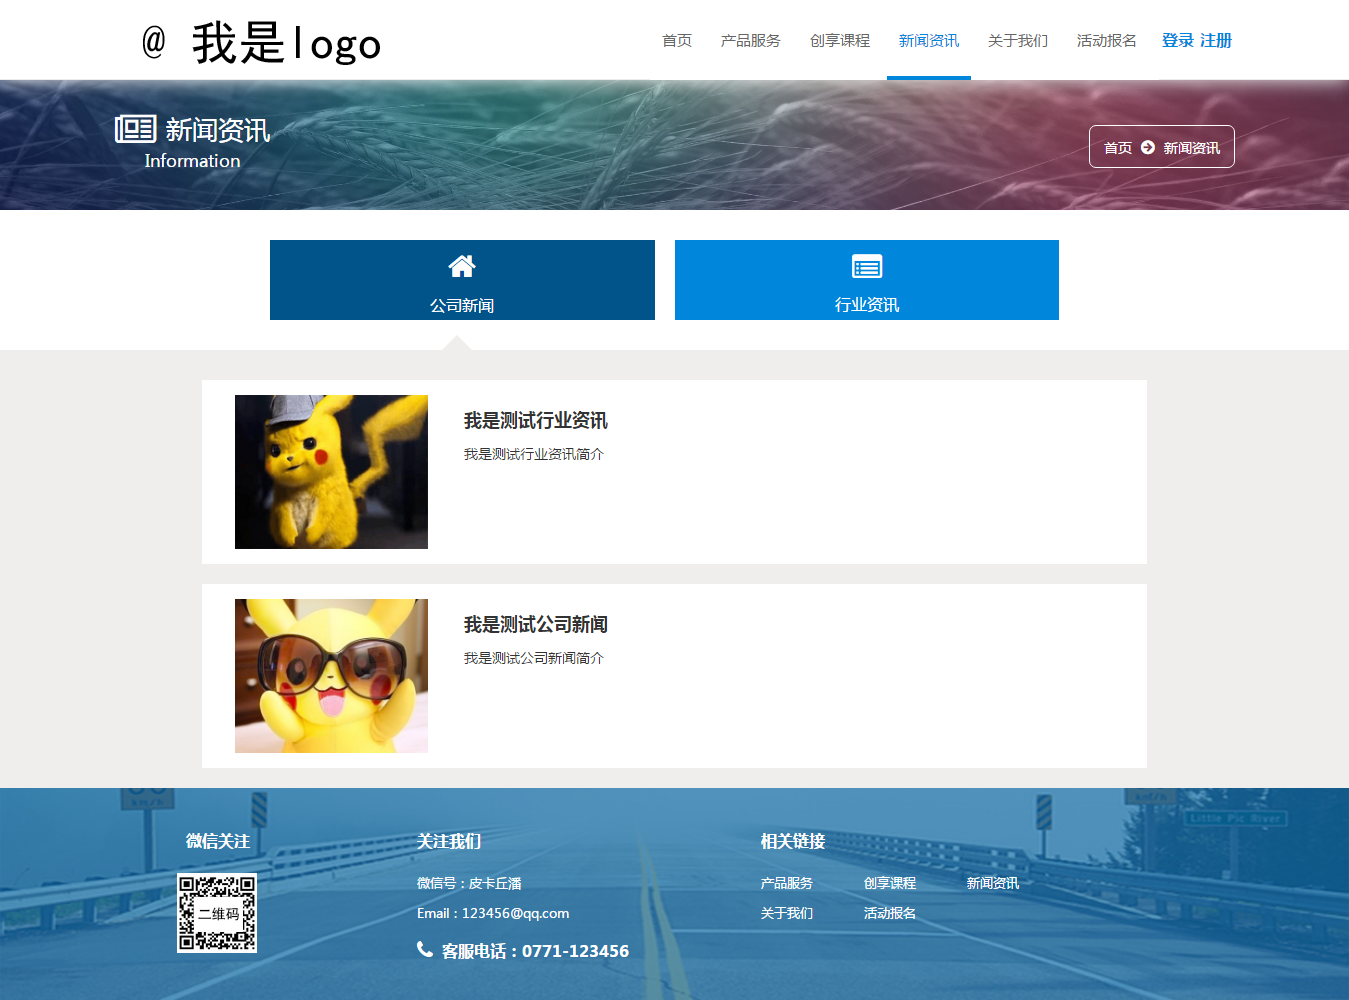 @ 我是logo
首页 产品服务 创享课程 新闻资讯 关于我们 活动报名 登录 注册
新闻资讯
Information
首页 新闻资讯
公司新闻 行业资讯
我是测试行业资讯
我是测试行业资讯简介
我是测试公司新闻
我是测试公司新闻简介
微信关注 关注我们 相关链接
微信号：皮卡丘潘 产品服务 创享课程 新闻资讯
二维码 Email：123456@qq.com 关于我们 活动报名
客服电话：0771-123456
km/h
Little Pic River